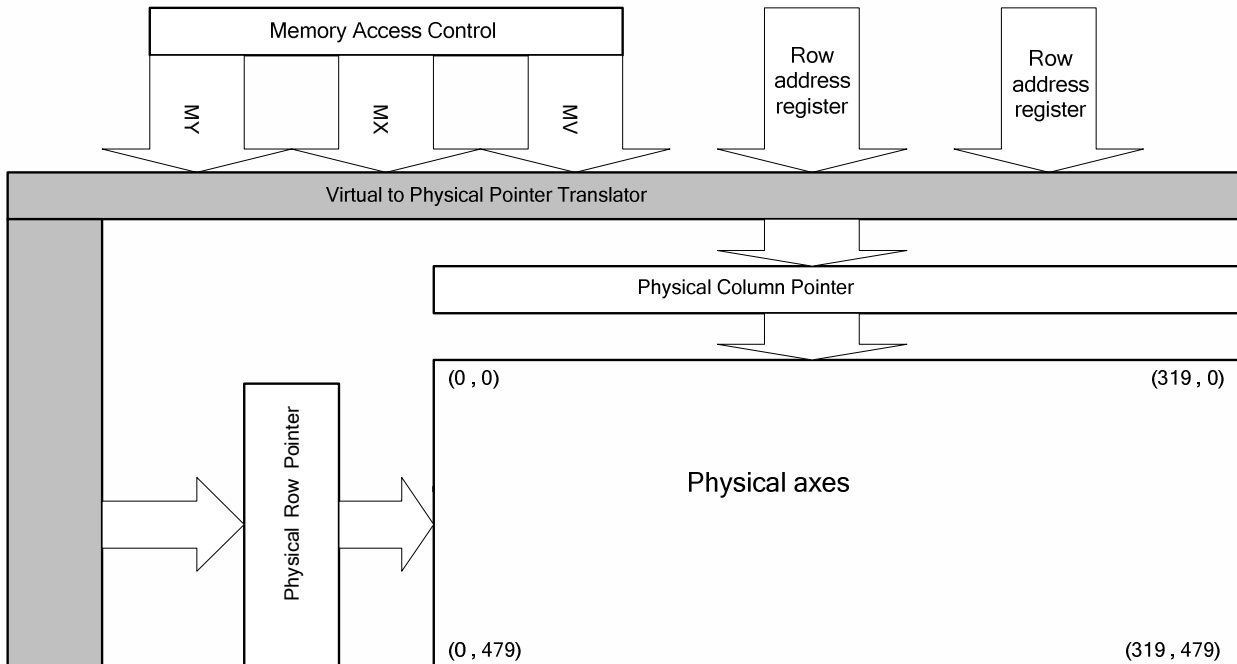 Memory Access Control
MY
MX
MV
Row
address
register
Row
address
register
Virtual to Physical Pointer Translator
Physical Column Pointer
(0 , 0)
(319 , 0)
Physical Row Pointer
Physical axes
(0 , 479)
(319 , 479)